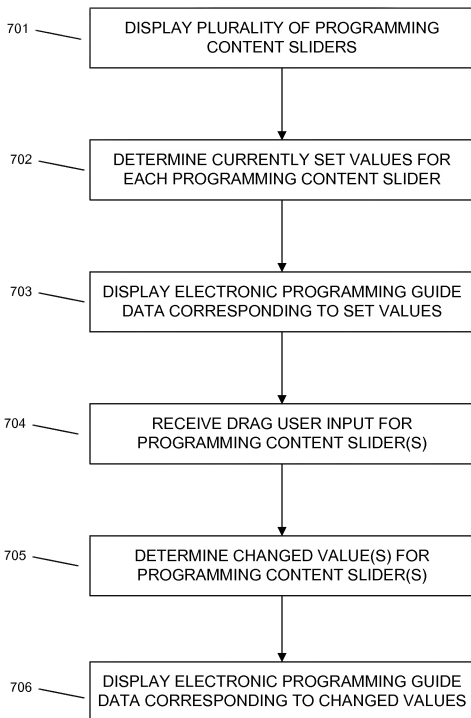 701
DISPLAY PLURALITY OF PROGRAMMING
CONTENT SLIDERS
702
DETERMINE CURRENTLY SET VALUES FOR
EACH PROGRAMMING CONTENT SLIDER
703
DISPLAY ELECTRONIC PROGRAMMING GUIDE
DATA CORRESPONDING TO SET VALUES
704
RECEIVE DRAG USER INPUT FOR
PROGRAMMING CONTENT SLIDER(S)
705
DETERMINE CHANGED VALUE(S) FOR
PROGRAMMING CONTENT SLIDER(S)
706
DISPLAY ELECTRONIC PROGRAMMING GUIDE
DATA CORRESPONDING TO CHANGED VALUES